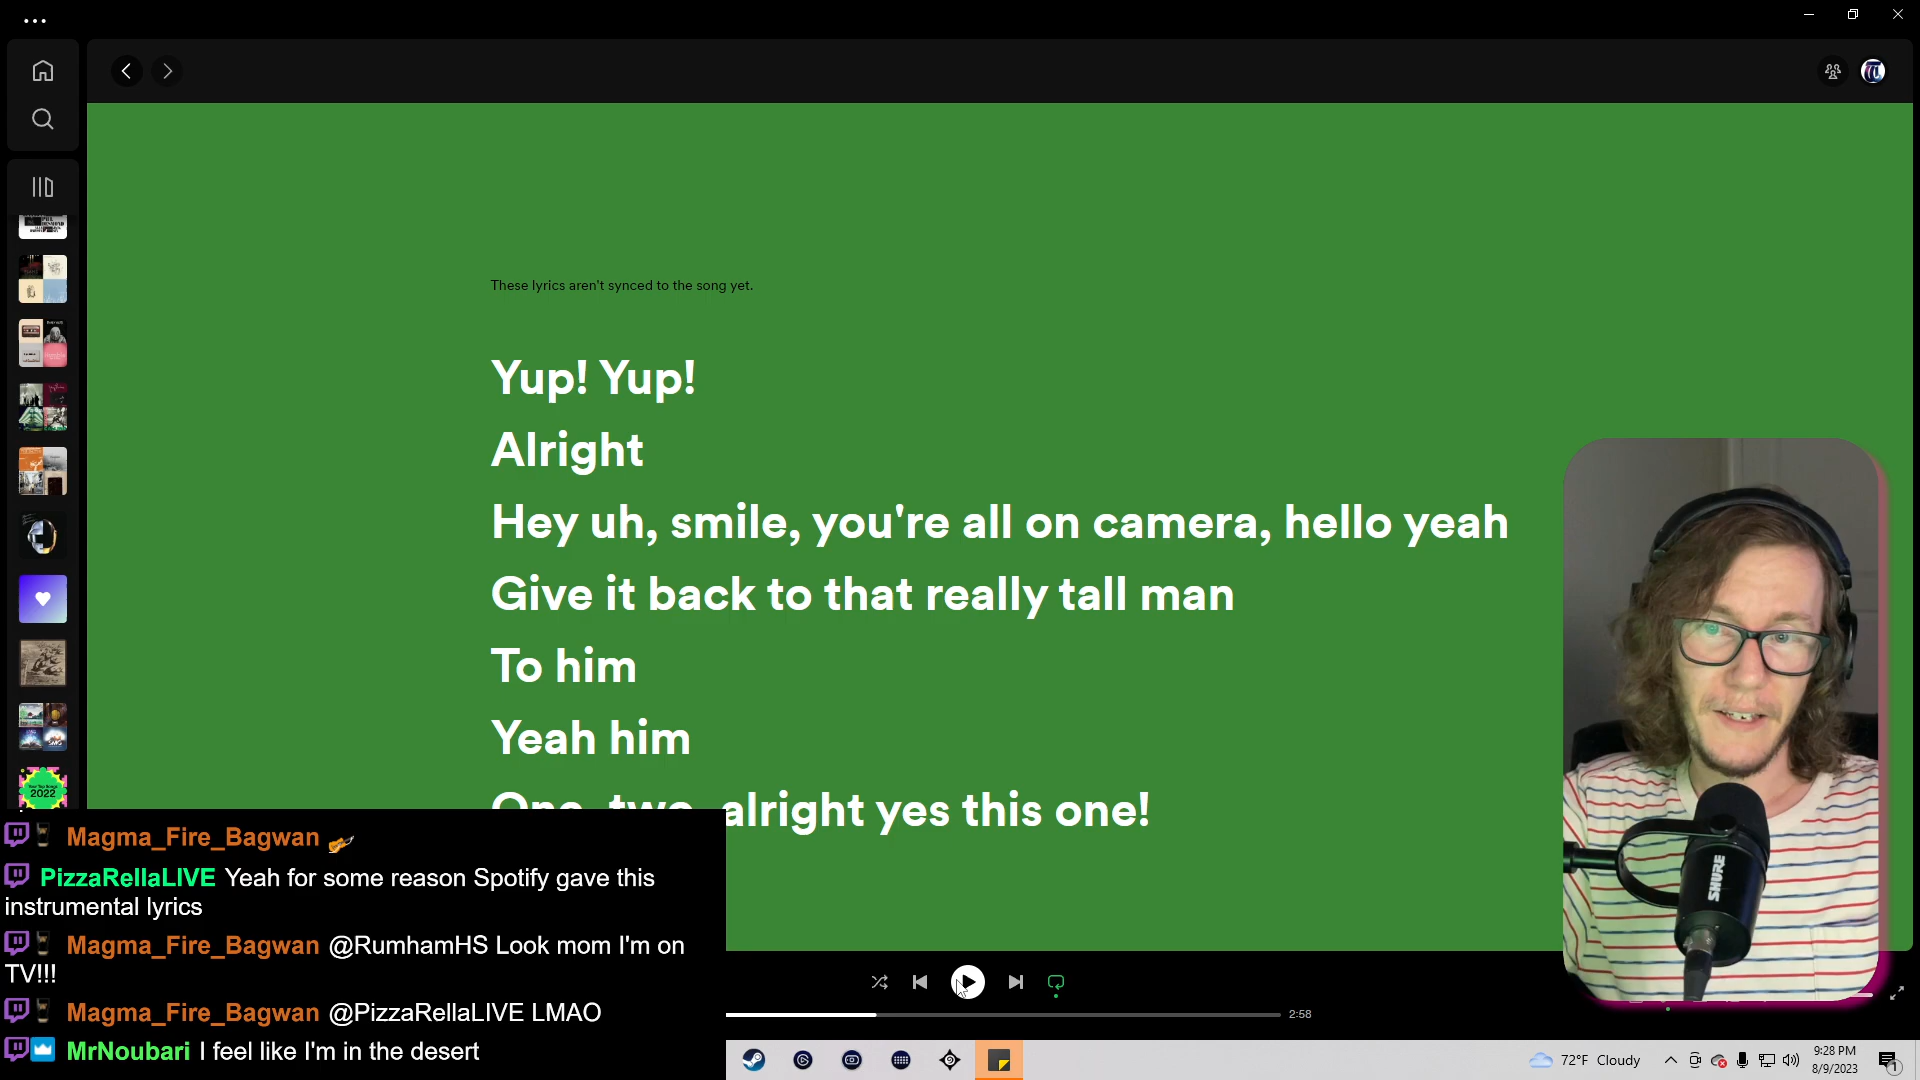 These lyrics aren't synced to the song yet.
Yup! Yup!
Alright
Hey uh, smile, you're all on camera, hello yeah
Give it back to that really tall man
To him
Yeah him
One, two, alright yes this one!
2022
Magma_Fire_Bagwan
PizzaRellaLIVE Yeah for some reason Spotify gave this
instrumental lyrics
Magma_Fire_Bagwan @RumhamHS Look mom I'm on
TV!!!
Magma_Fire_Bagwan @PizzaRellaLIVE LMAO
MrNoubari I feel like I'm in the desert
SHURE
2:58
72°F Cloudy
9:28 PM
8/9/2023
1